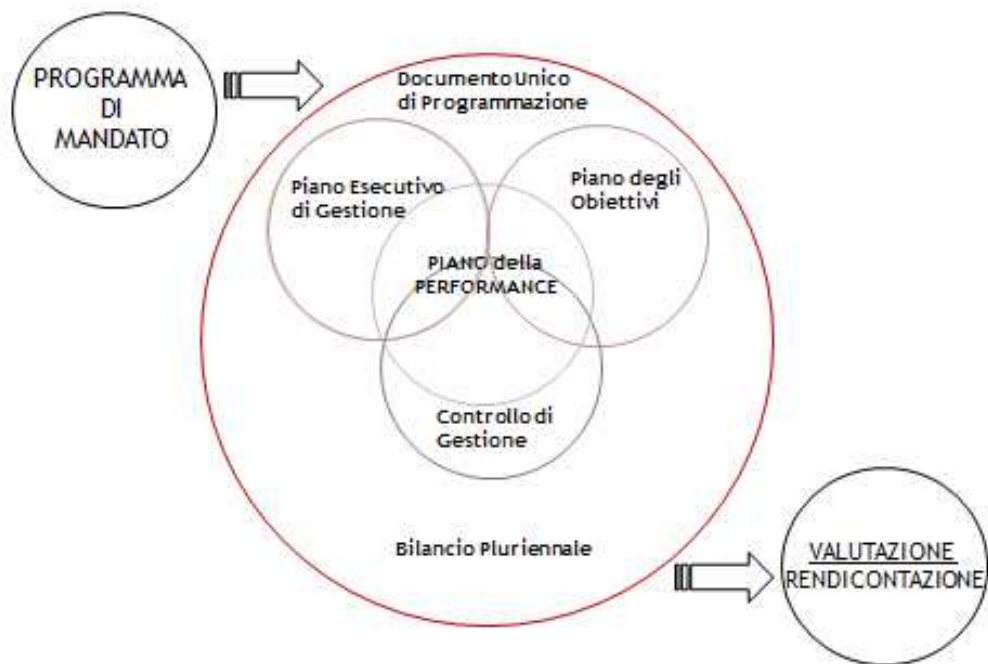 PROGRAMMA
DI
MANDATO
Documento Unico
di Programmazione
Piano Esecutivo
di Gestione
Piano degli
Obiettivi
PIANO della
PERFORMANCE
Controllo di
Gestione
Bilancio Pluriennale
VALUTAZIONE
RENDICONTAZIONE